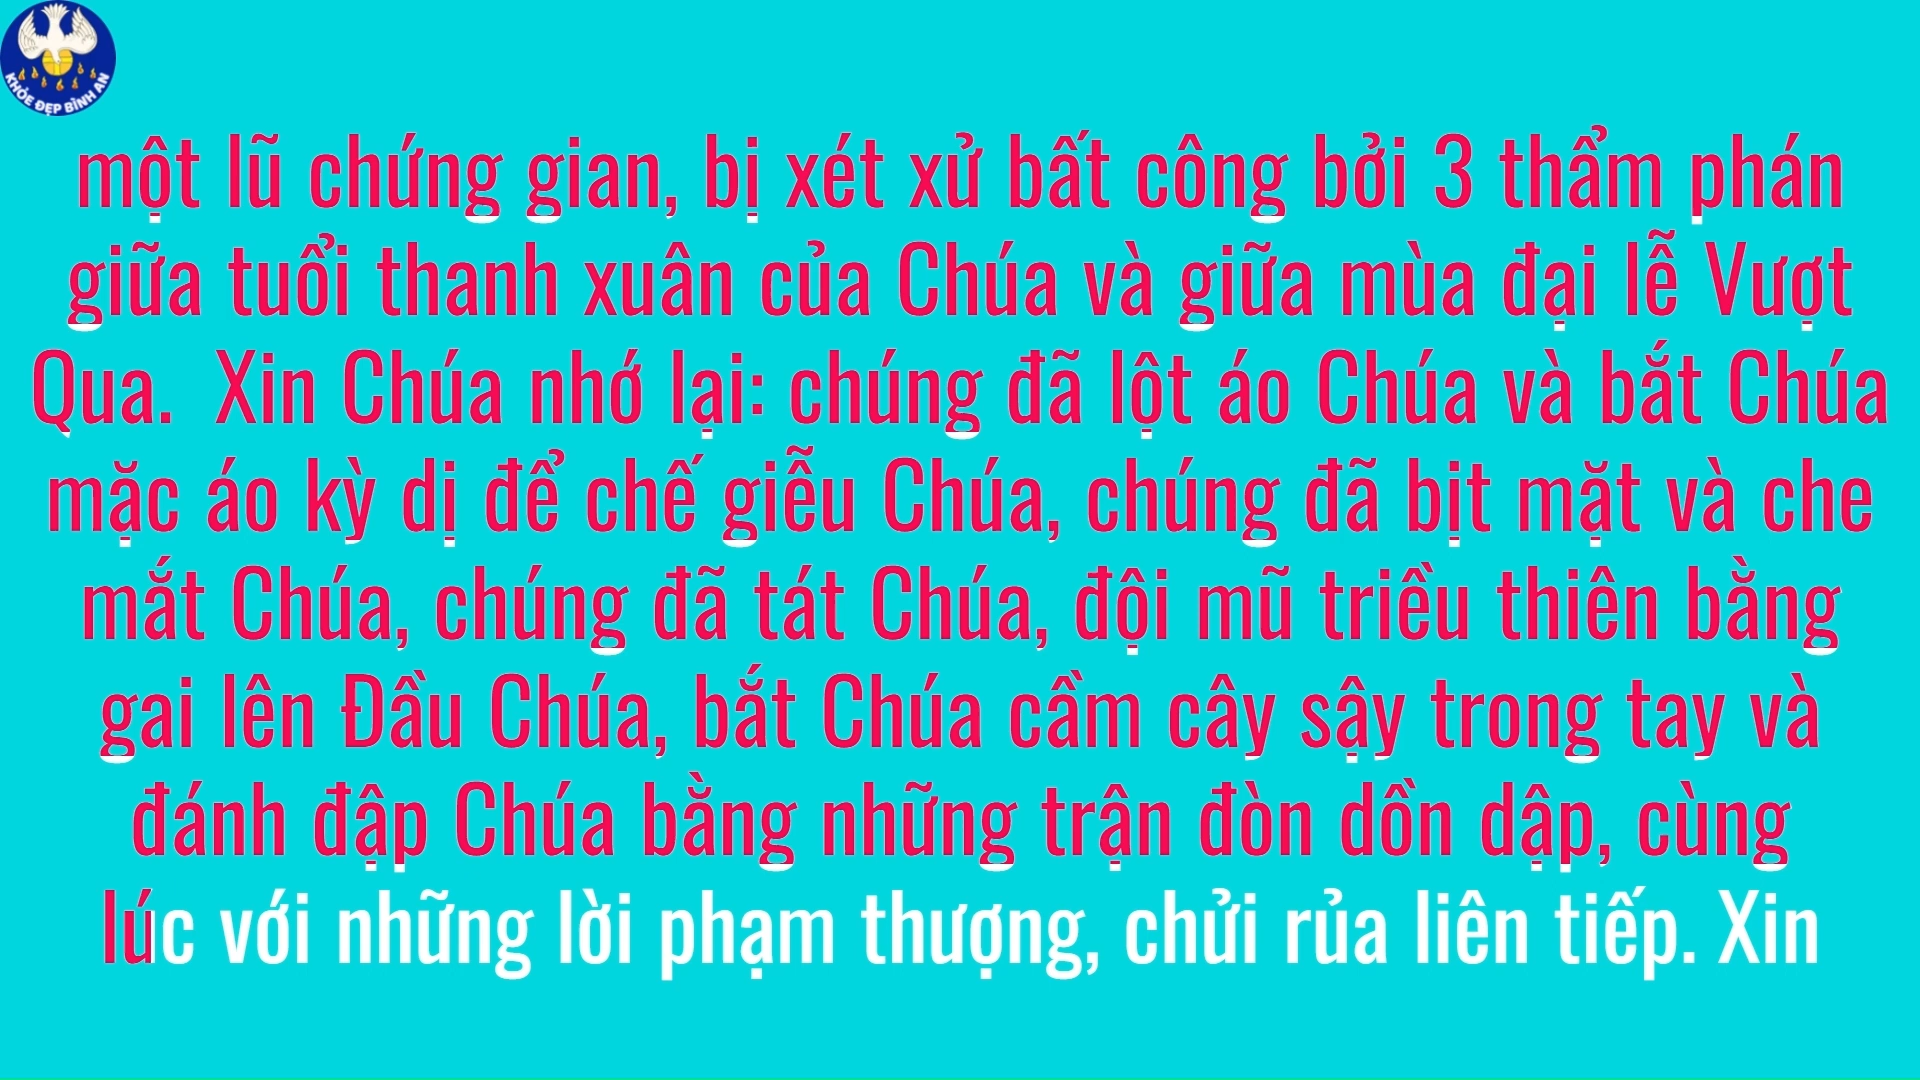 KHỎE ĐẸP BÌNH AN
một lũ chứng gian, bị xét xử bất công bởi 3 thẩm phán
giữa tuổi thanh xuân của Chúa và giữa mùa đại lễ Vượt
Qua.  Xin Chúa nhớ lại: chúng đã lột áo Chúa và bắt Chúa
mặc áo kỳ dị để chế giễu Chúa, chúng đã bịt mặt và che
mắt Chúa, chúng đã tát Chúa, đội mũ triều thiên bằng
gai lên Đầu Chúa, bắt Chúa cầm cây sậy trong tay và
đánh đập Chúa bằng những trận đòn dồn dập, cùng
lúc với những lời phạm thượng, chửi rủa liên tiếp. Xin